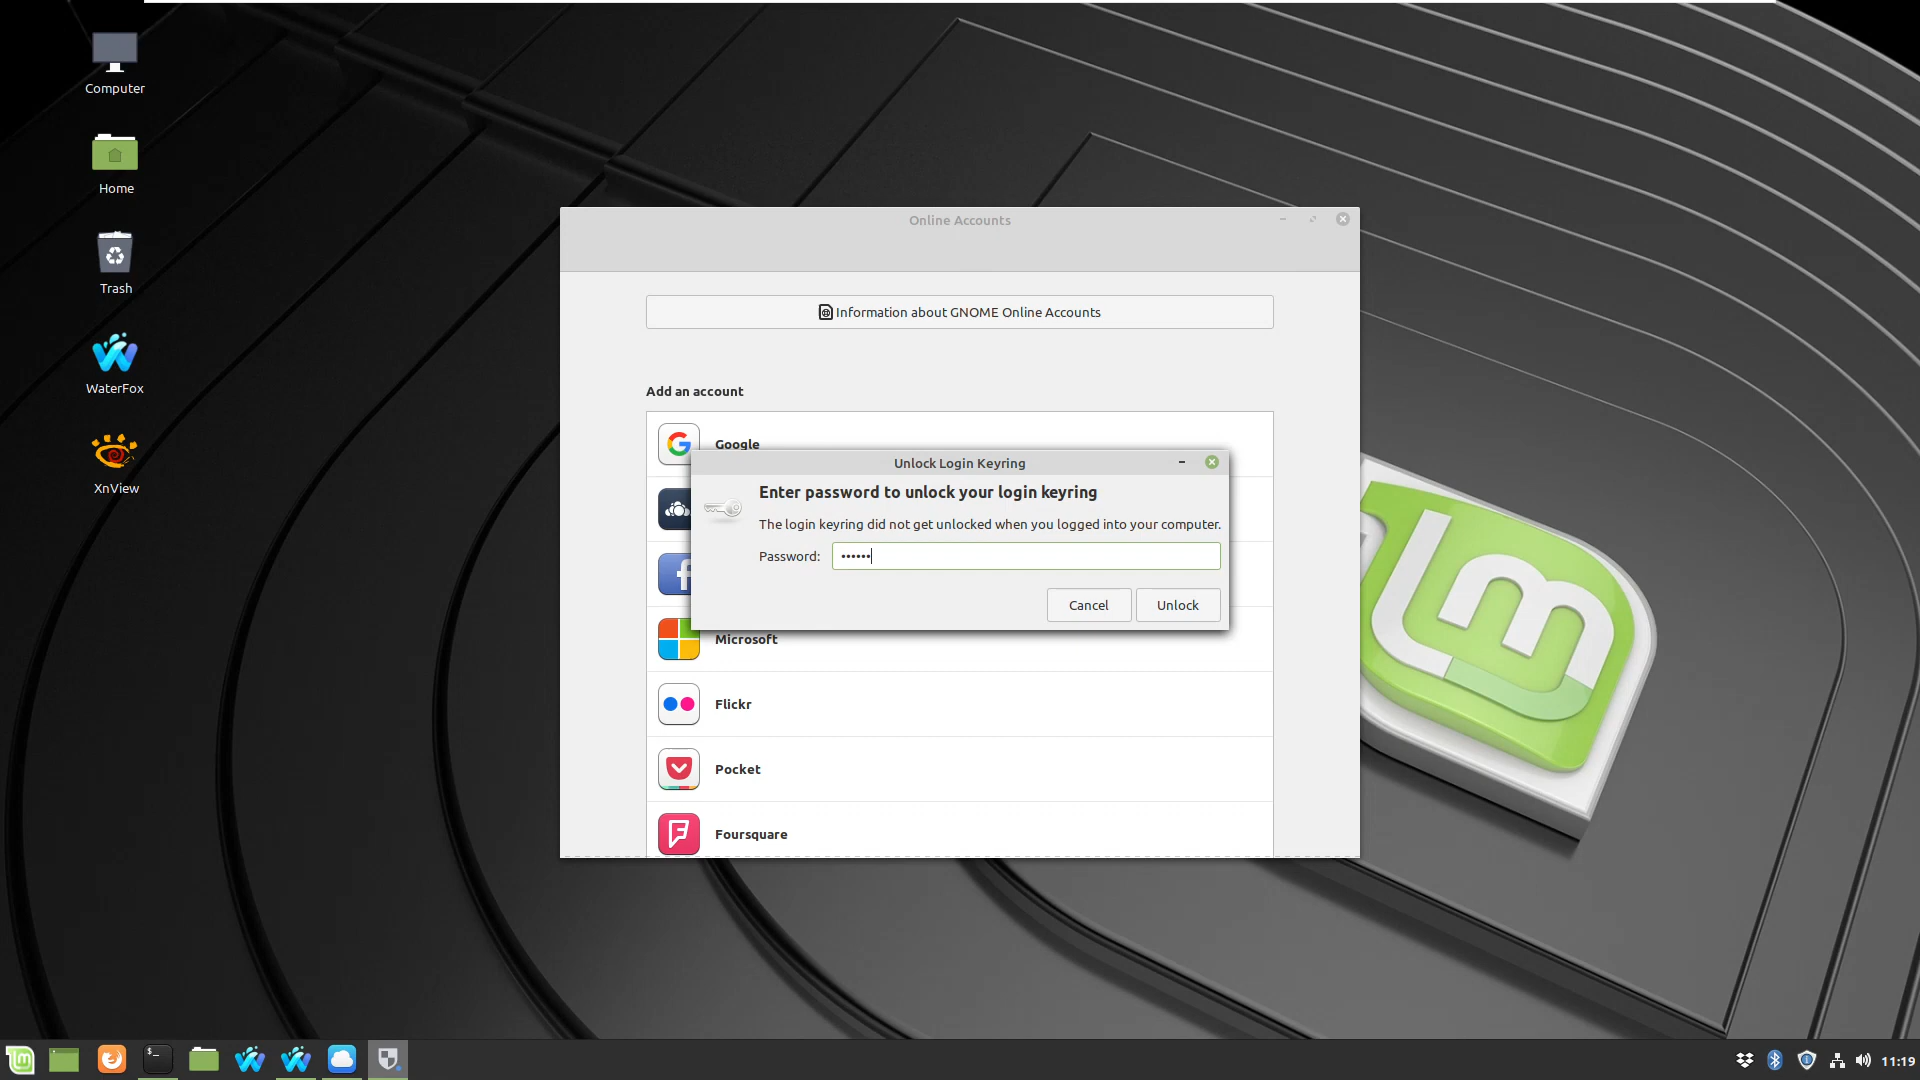 Computer
Home
Trash
WaterFox
XnView
Online Accounts
Information about GNOME Online Accounts
Add an account
Google
Unlock Login Keyring
Enter password to unlock your login keyring
The login keyring did not get unlocked when you logged into your computer.
Password: ••••••
Cancel Unlock
Microsoft
Flickr
Pocket
Foursquare
11:19